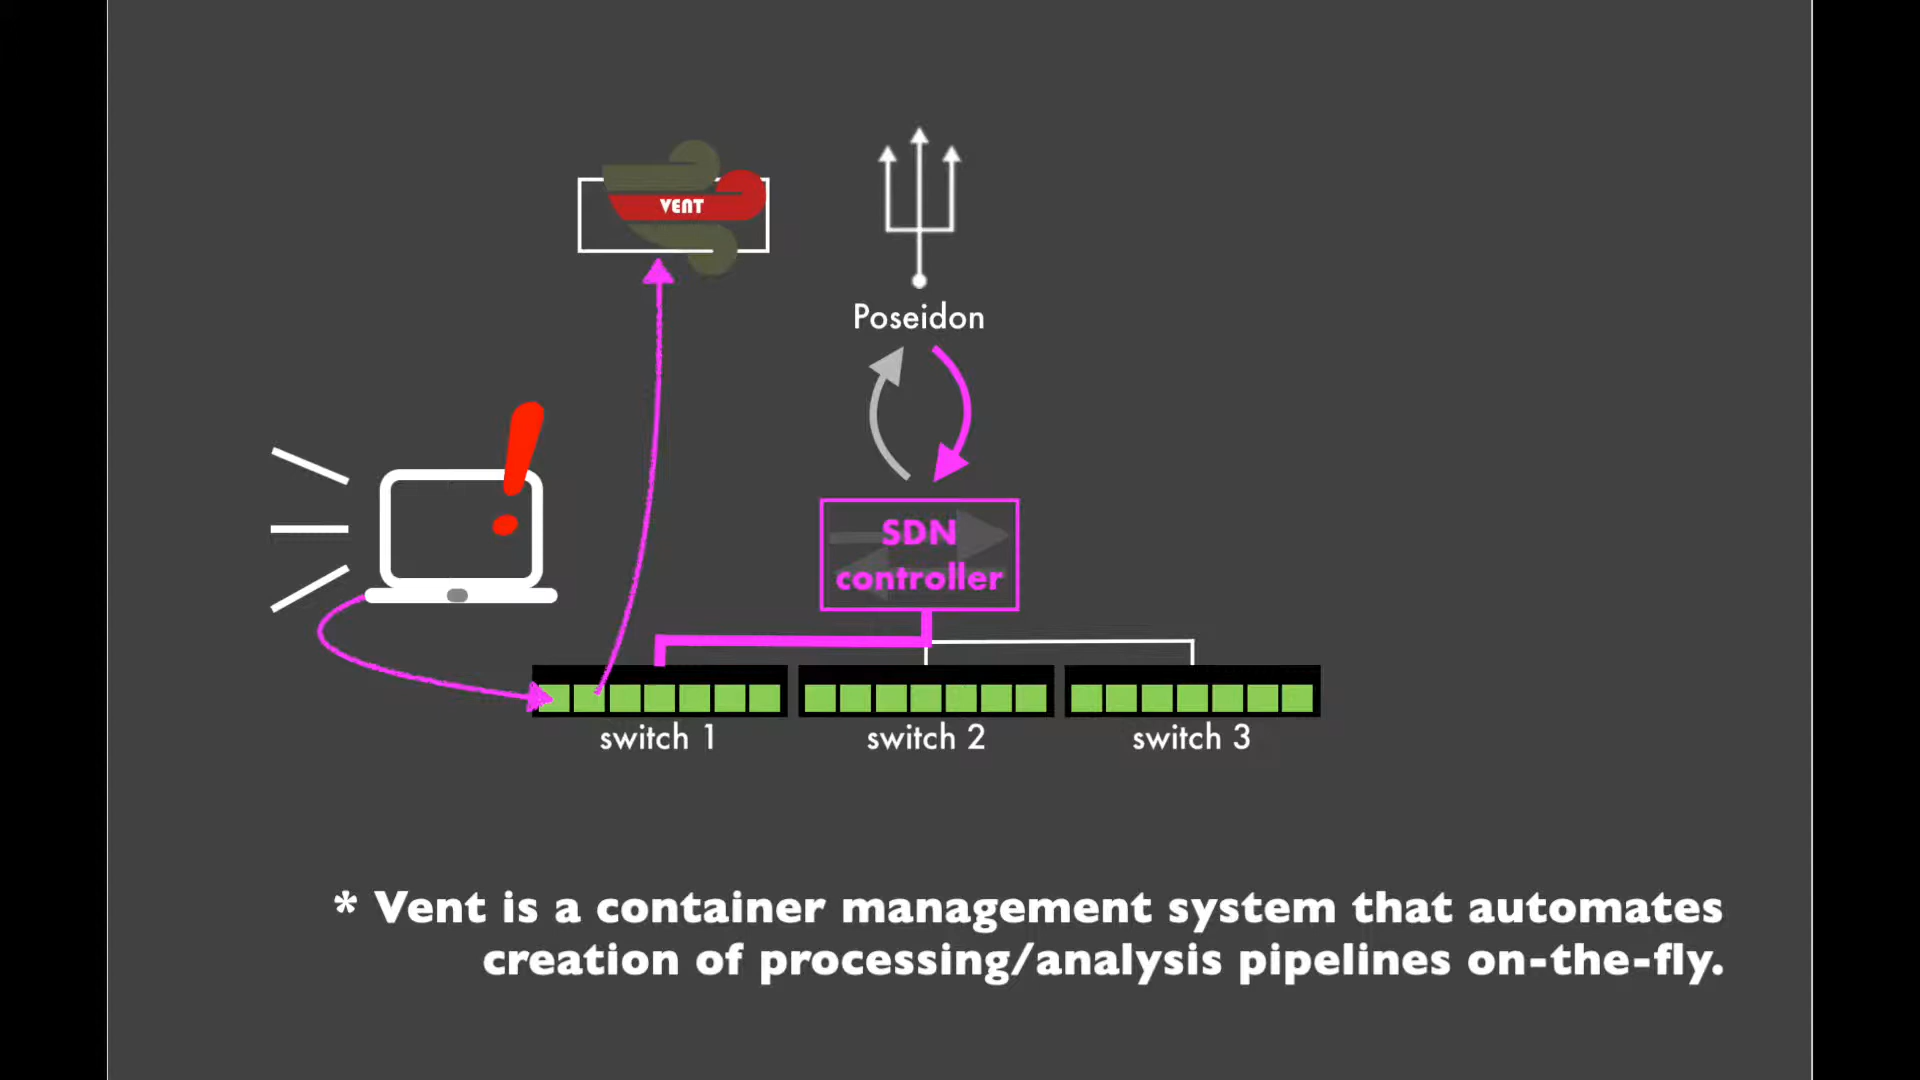 VENT
Poseidon
SDN
controller
switch 1
switch 2
switch 3
* Vent is a container management system that automates
creation of processing/analysis pipelines on-the-fly.